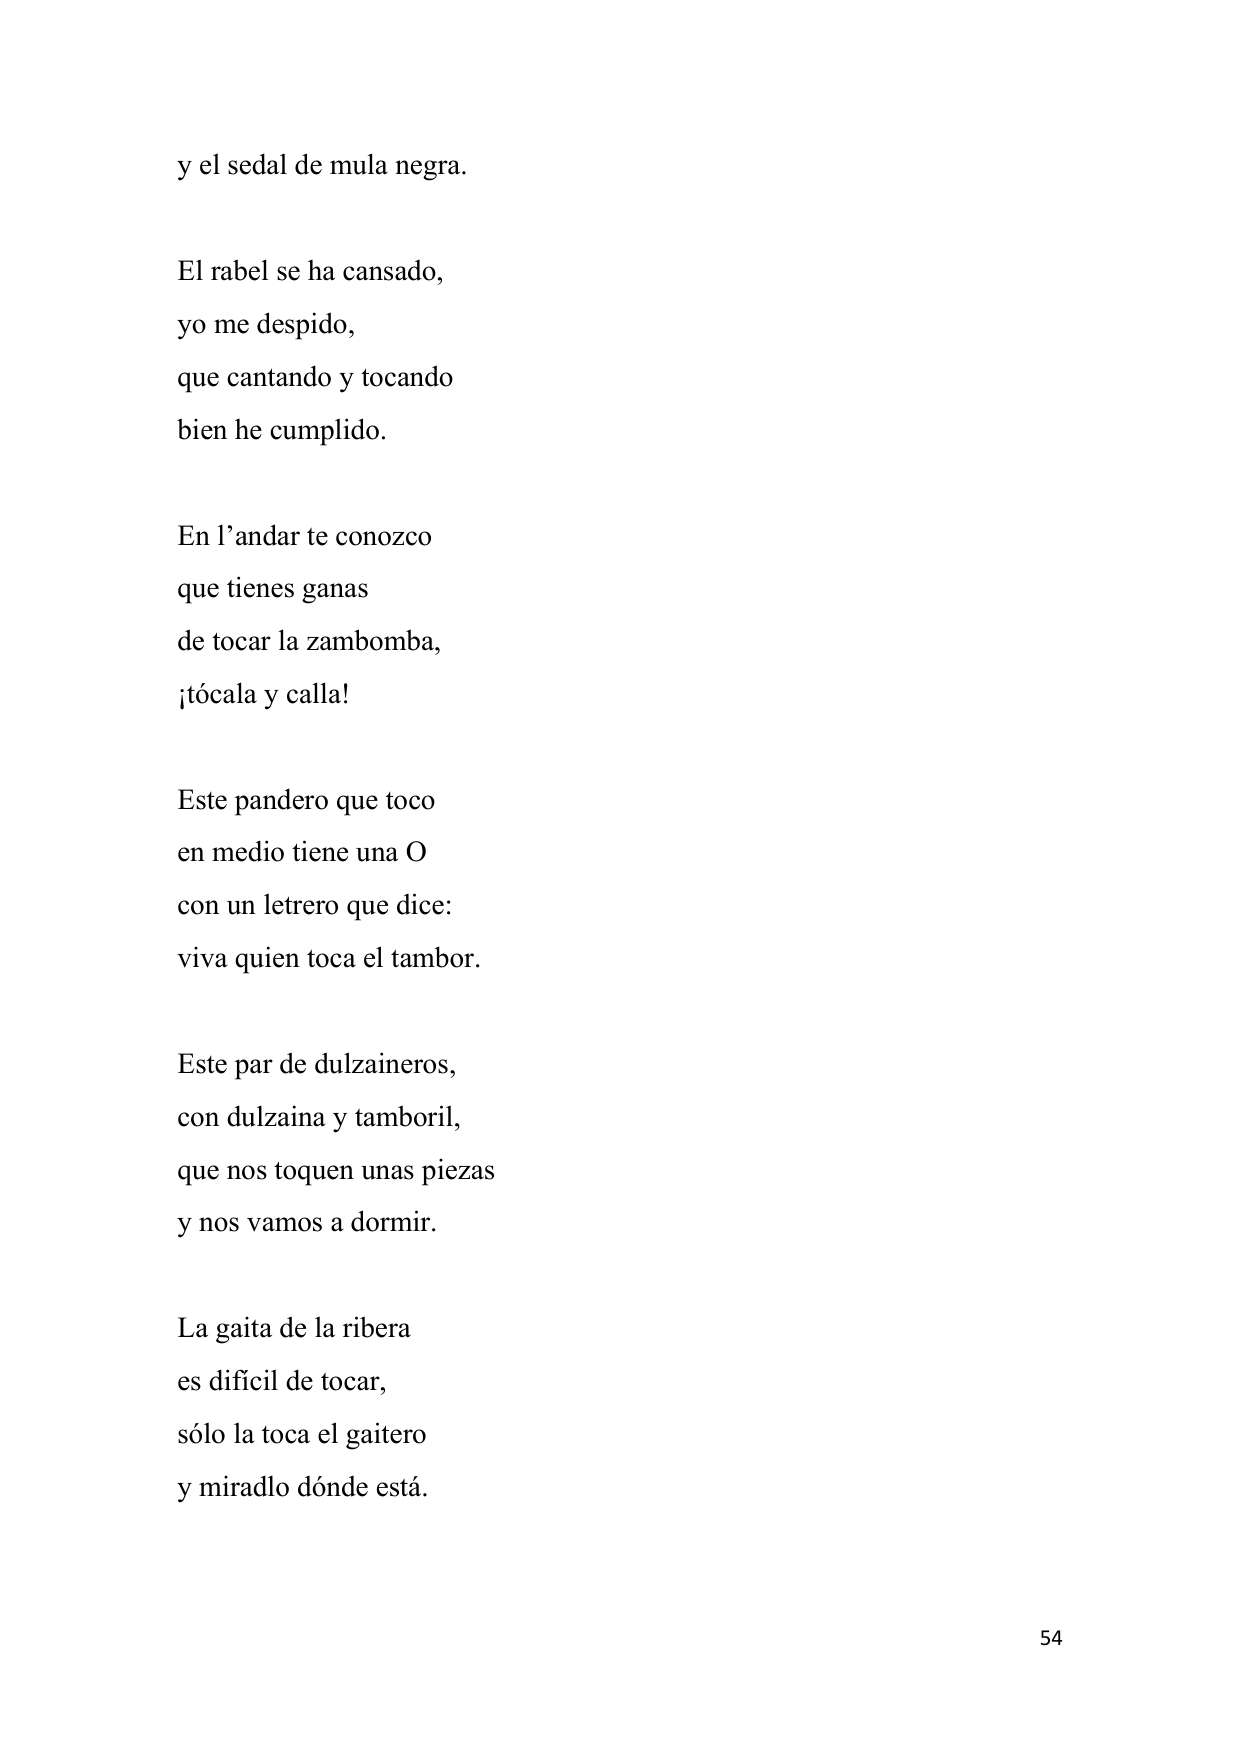 y el sedal de mula negra.
El rabel se ha cansado,
yo me despido,
que cantando y tocando
bien he cumplido.
En l’andar te conozco
que tienes ganas
de tocar la zambomba,
¡tócala y calla!
Este pandero que toco
en medio tiene una O
con un letrero que dice:
viva quien toca el tambor.
Este par de dulzaineros,
con dulzaina y tamboril,
que nos toquen unas piezas
y nos vamos a dormir.
La gaita de la ribera
es difícil de tocar,
sólo la toca el gaitero
y miradlo dónde está.
54